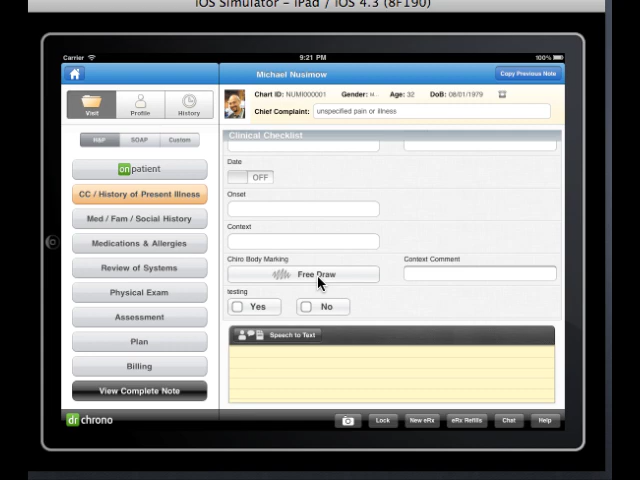 iOS Simulator – iPad / iOS 4.3 (8F190)
Carrier 9:21 PM 100%
Michael Nusimow Copy Previous Note
Chart ID: NUMI000001 Gender: M.. Age: 32 DoB: 08/01/1979
Chief Complaint: unspecified pain or illness
Visit Profile History
H&P SOAP Custom
Clinical Checklist
onpatient
Date
OFF
CC / History of Present Illness
Onset
Med / Fam / Social History
Context
Medications & Allergies
Chiro Body Marking Context Comment
Review of Systems
Free Draw
Physical Exam
testing
Yes No
Assessment
Speech to Text
Plan
Billing
View Complete Note
dr chrono Lock New eRx eRx Refills Chat Help